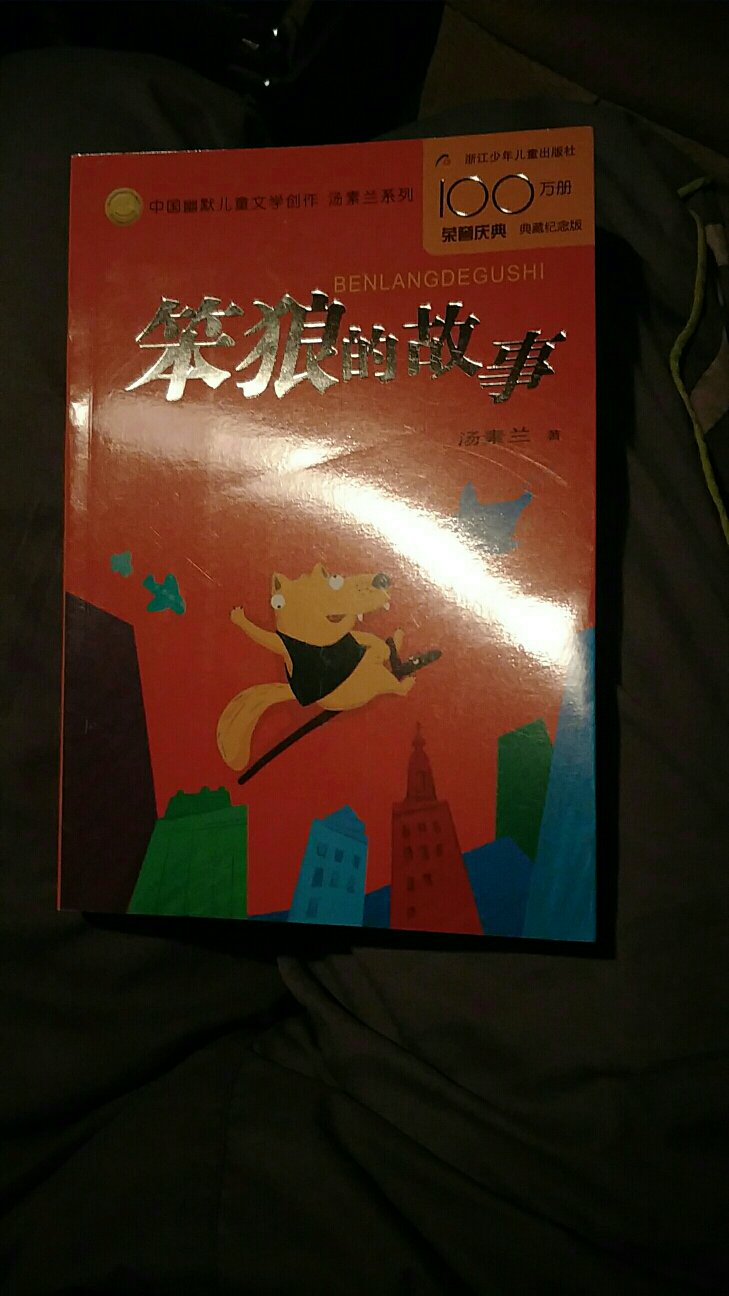 中国幽默儿童文学创作 汤素兰系列
浙江少年儿童出版社
100万册
荣誉庆典 典藏纪念版
BENLANGDEGUSHI
笨狼的故事
汤素兰 著